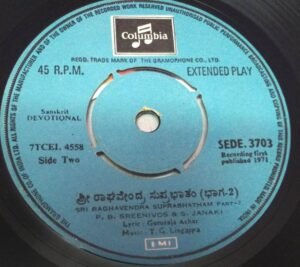 Columbia
REGD. TRADE MARK OF THE GRAMOPHONE CO., LTD.
45 R.P.M. EXTENDED PLAY
Sanskrit
DEVOTIONAL
7TCEI. 4558
Side Two
SEDE. 3703
Recording first
published 1971
ಶ್ರೀ ರಾಘವೇಂದ್ರ ಸುಪ್ರಭಾತಂ (ಭಾಗ-2)
SRI RAGHAVENDRA SUPRABHATHAM PART-2
P. B. SREENIVOS & S. JANAKI
Lyric: Gururaja Achar
Music: T. G. Lingappa
EMI